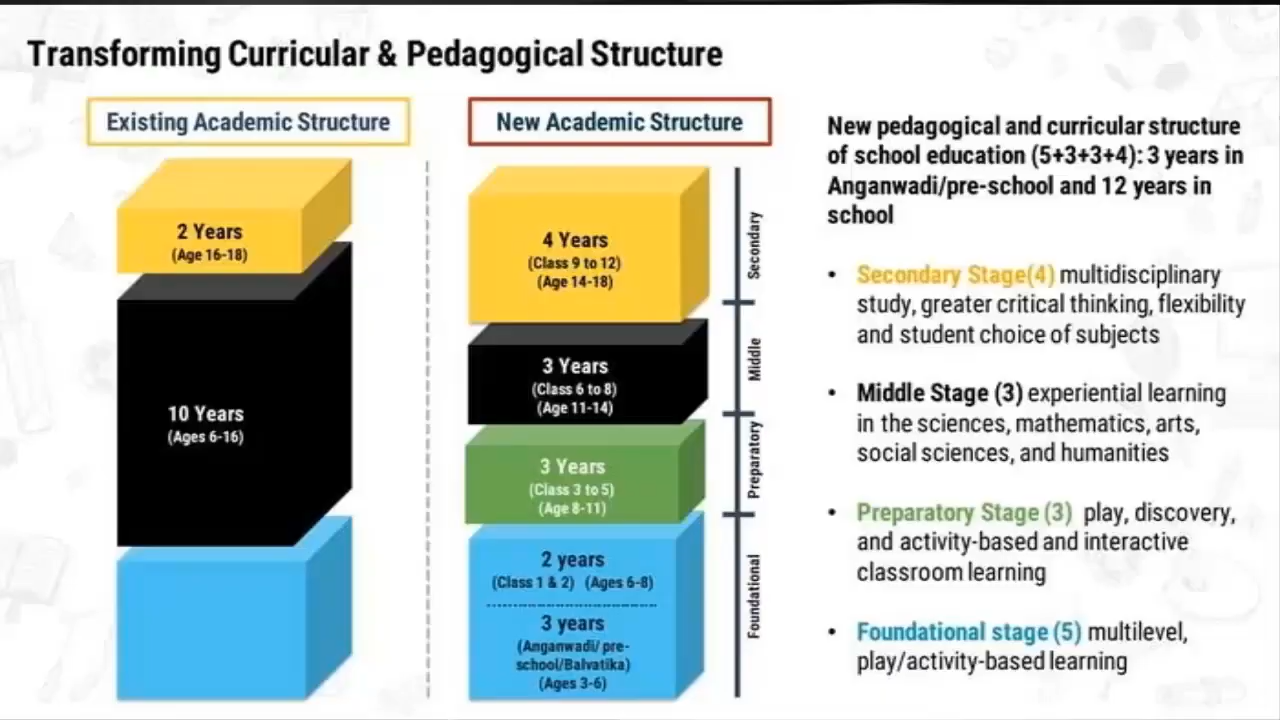 Transforming Curricular & Pedagogical Structure
Existing Academic Structure
2 Years
(Age 16-18)
10 Years
(Ages 6-16)
New Academic Structure
4 Years
(Class 9 to 12)
(Age 14-18)
Secondary
3 Years
(Class 6 to 8)
(Age 11-14)
Middle
3 Years
(Class 3 to 5)
(Age 8-11)
Preparatory
2 years
(Class 1 & 2) (Ages 6-8)
3 years
(Anganwadi/ pre-
school/Balvatika)
(Ages 3-6)
Foundational
New pedagogical and curricular structure
of school education (5+3+3+4): 3 years in
Anganwadi/pre-school and 12 years in
school
• Secondary Stage(4) multidisciplinary
study, greater critical thinking, flexibility
and student choice of subjects
• Middle Stage (3) experiential learning
in the sciences, mathematics, arts,
social sciences, and humanities
• Preparatory Stage (3) play, discovery,
and activity-based and interactive
classroom learning
• Foundational stage (5) multilevel,
play/activity-based learning